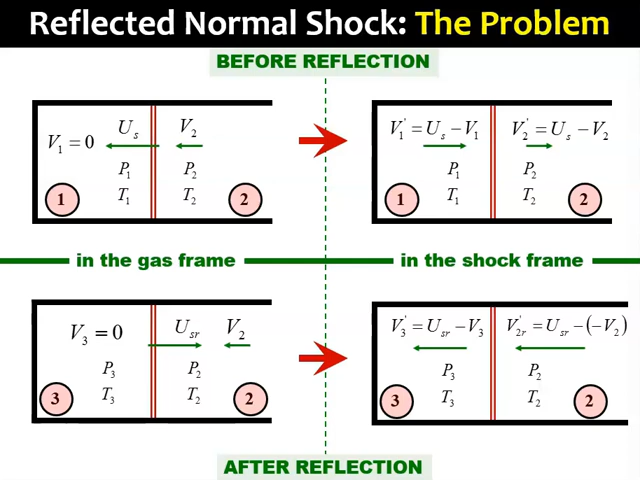 Reflected Normal Shock: The Problem
BEFORE REFLECTION
V₁ = 0
Uₛ
V₂
P₁
P₂
T₁
T₂
1
2
V₁' = Uₛ − V₁
V₂' = Uₛ − V₂
P₁
P₂
T₁
T₂
1
2
in the gas frame
in the shock frame
V₃ = 0
Uₛᵣ
V₂
P₃
P₂
T₃
T₂
3
2
V₃' = Uₛᵣ − V₃
V₂ᵣ' = Uₛᵣ − (−V₂)
P₃
P₂
T₃
T₂
3
2
AFTER REFLECTION